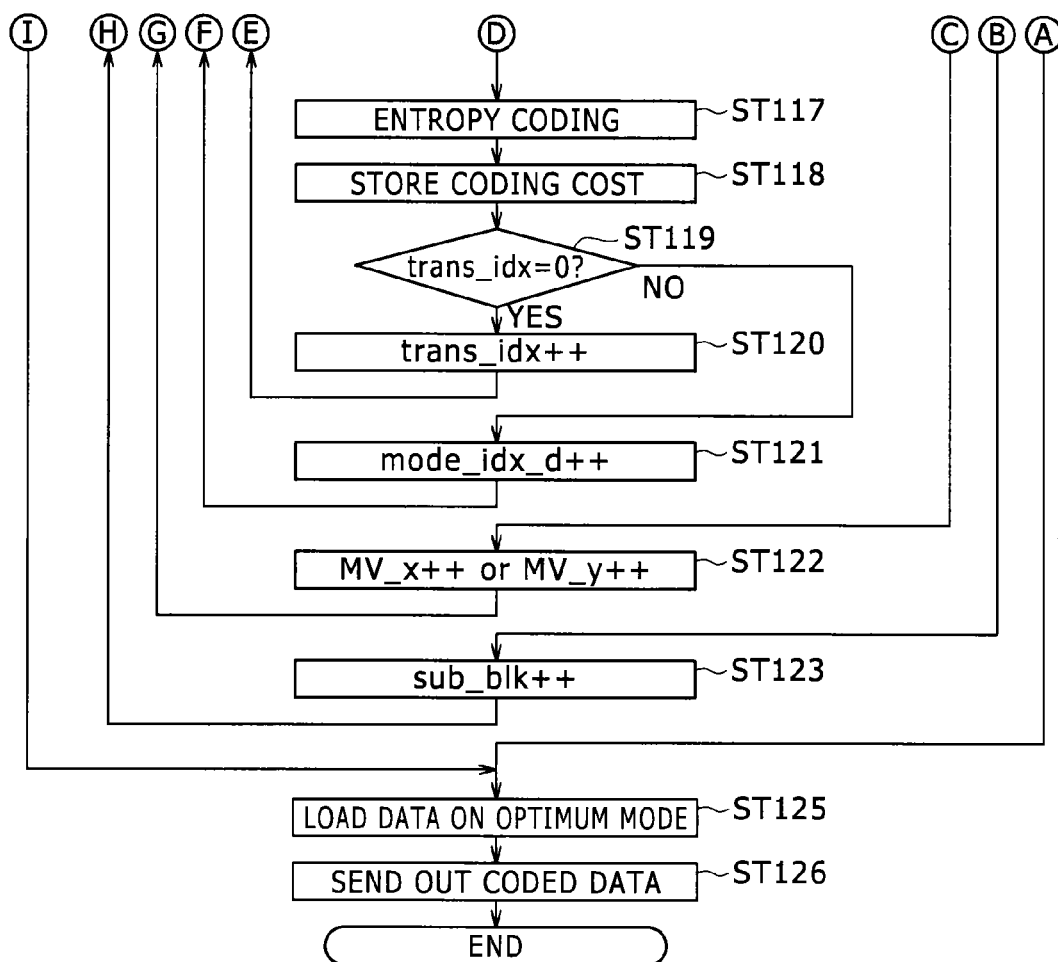 I H G F E D C B A
ENTROPY CODING ST117
STORE CODING COST ST118
ST119
trans_idx=0?
NO
YES
trans_idx++ ST120
mode_idx_d++ ST121
MV_x++ or MV_y++ ST122
sub_blk++ ST123
LOAD DATA ON OPTIMUM MODE ST125
SEND OUT CODED DATA ST126
END